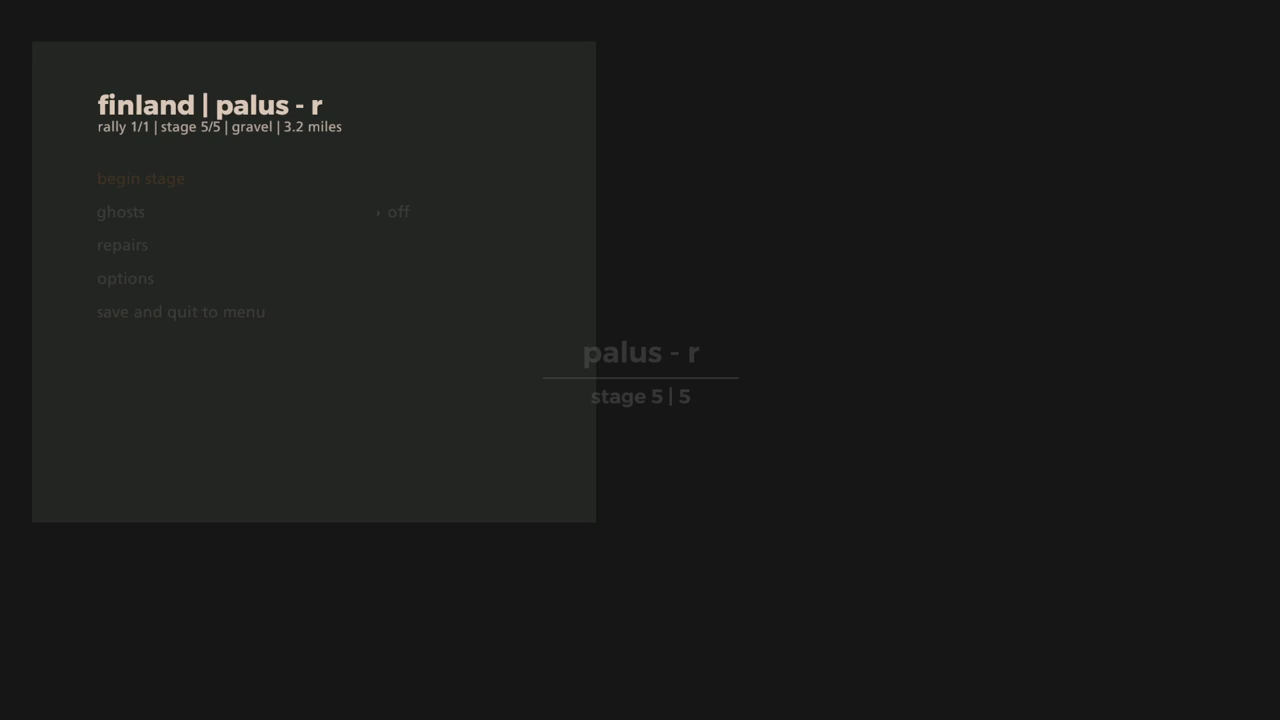 finland | palus - r
rally 1/1 | stage 5/5 | gravel | 3.2 miles
begin stage
ghosts › off
repairs
options
save and quit to menu
palus - r
stage 5 | 5